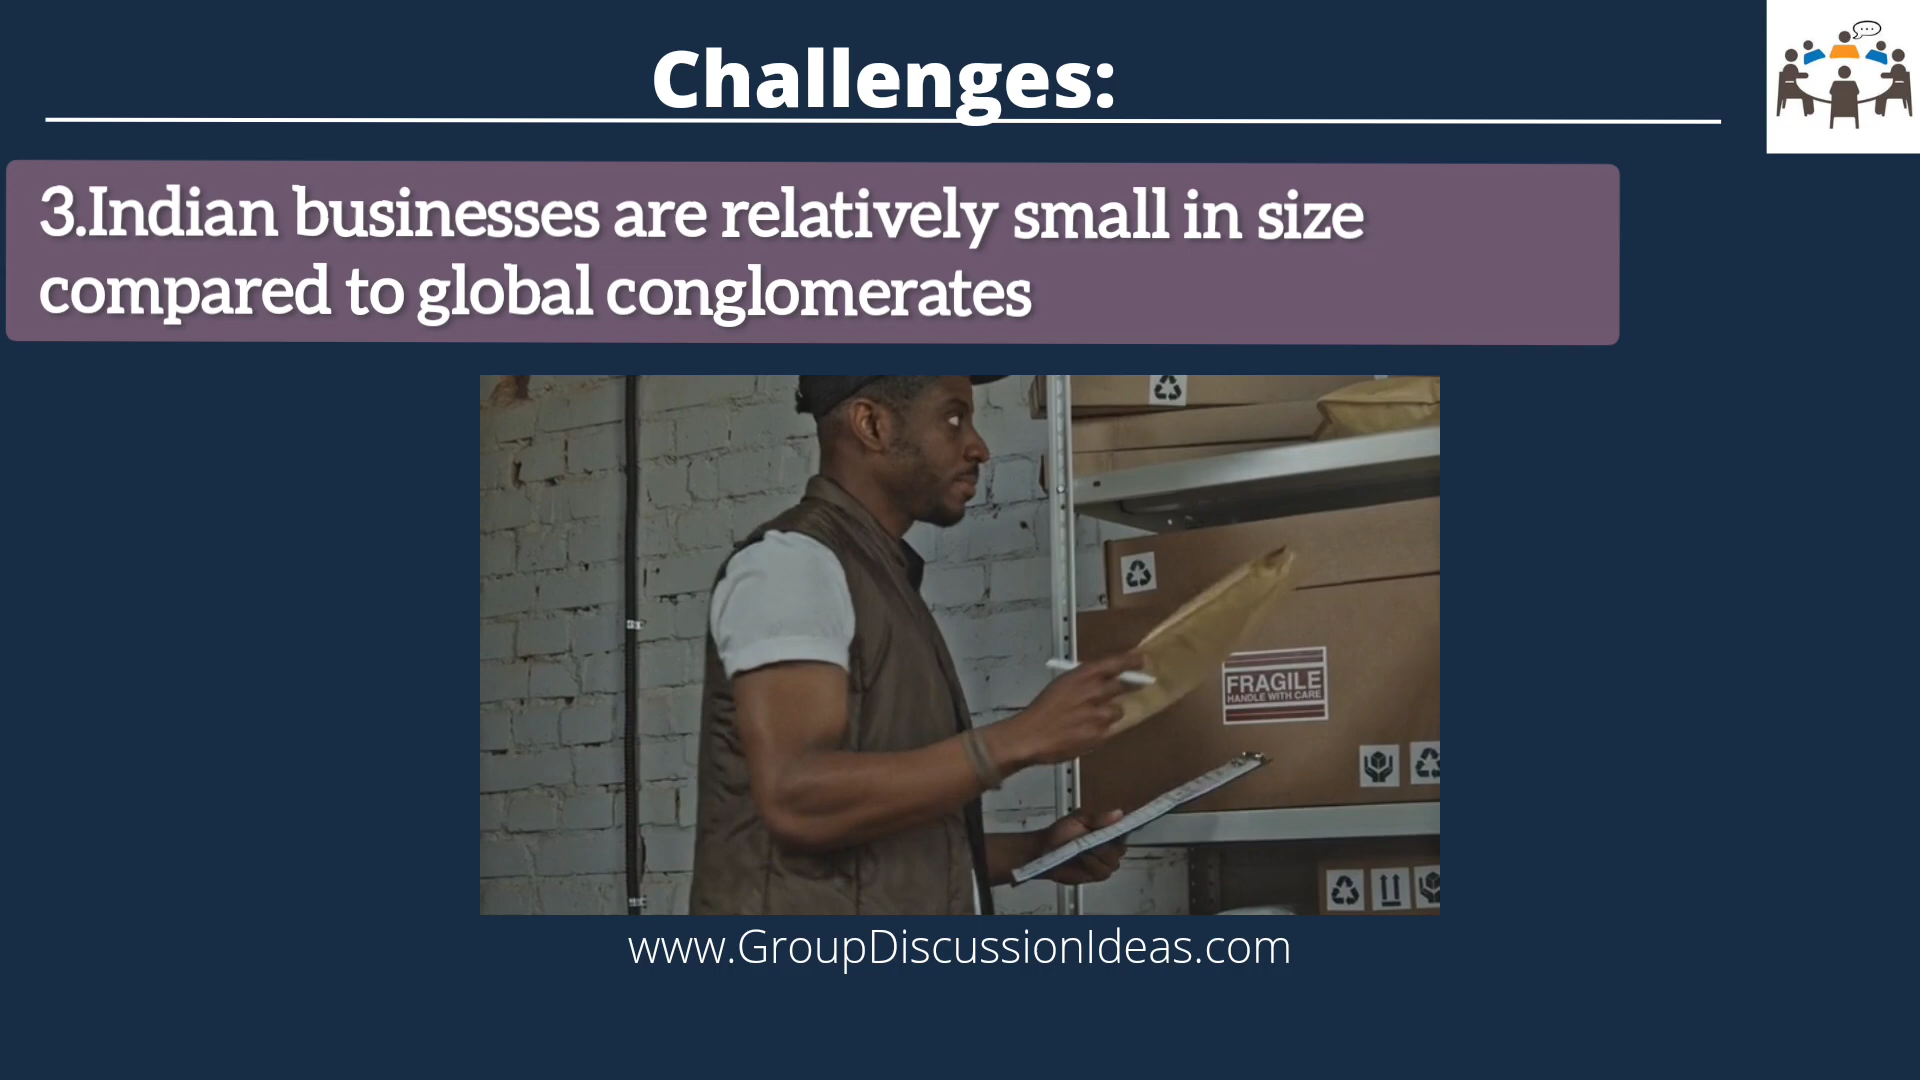 Challenges:
3.Indian businesses are relatively small in size
compared to global conglomerates
FRAGILE
HANDLE WITH CARE
www.GroupDiscussionIdeas.com